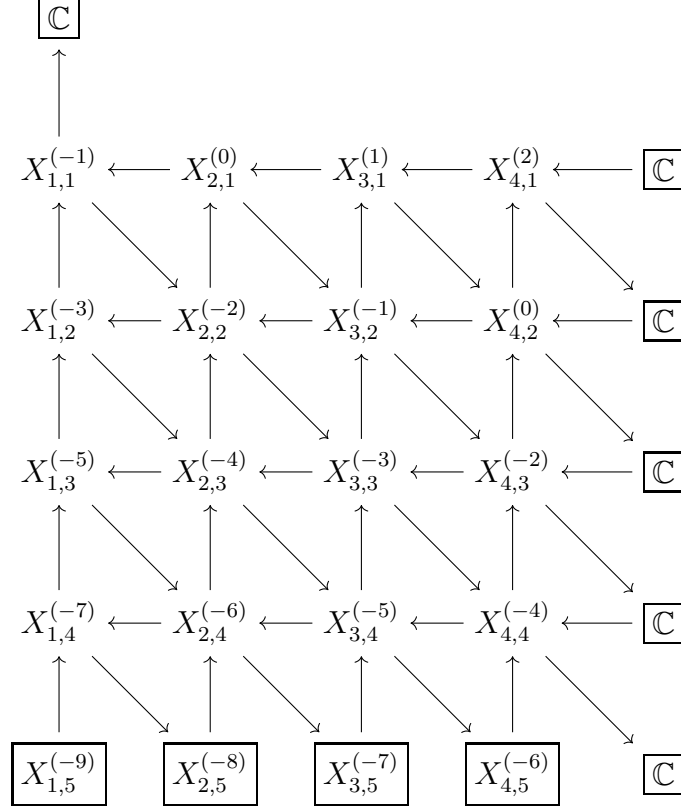 ℂ
X_{1,1}^{(-1)} X_{2,1}^{(0)} X_{3,1}^{(1)} X_{4,1}^{(2)} ℂ
X_{1,2}^{(-3)} X_{2,2}^{(-2)} X_{3,2}^{(-1)} X_{4,2}^{(0)} ℂ
X_{1,3}^{(-5)} X_{2,3}^{(-4)} X_{3,3}^{(-3)} X_{4,3}^{(-2)} ℂ
X_{1,4}^{(-7)} X_{2,4}^{(-6)} X_{3,4}^{(-5)} X_{4,4}^{(-4)} ℂ
X_{1,5}^{(-9)} X_{2,5}^{(-8)} X_{3,5}^{(-7)} X_{4,5}^{(-6)} ℂ